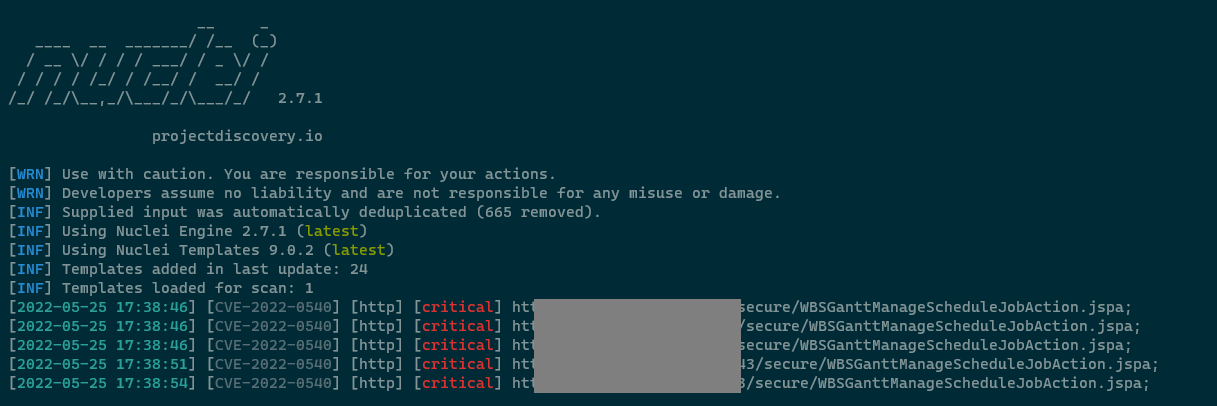 __     _
   ____  __  _______/ /__  (_)
  / __ \/ / / / ___/ / _ \/ /
 / / / / /_/ / /__/ /  __/ /
/_/ /_/\__,_/\___/_/\___/_/   2.7.1
projectdiscovery.io
[WRN] Use with caution. You are responsible for your actions.
[WRN] Developers assume no liability and are not responsible for any misuse or damage.
[INF] Supplied input was automatically deduplicated (665 removed).
[INF] Using Nuclei Engine 2.7.1 (latest)
[INF] Using Nuclei Templates 9.0.2 (latest)
[INF] Templates added in last update: 24
[INF] Templates loaded for scan: 1
[2022-05-25 17:38:46] [CVE-2022-0540] [http] [critical] htt /secure/WBSGanttManageScheduleJobAction.jspa;
[2022-05-25 17:38:46] [CVE-2022-0540] [http] [critical] htt /secure/WBSGanttManageScheduleJobAction.jspa;
[2022-05-25 17:38:46] [CVE-2022-0540] [http] [critical] htt /secure/WBSGanttManageScheduleJobAction.jspa;
[2022-05-25 17:38:51] [CVE-2022-0540] [http] [critical] htt 43/secure/WBSGanttManageScheduleJobAction.jspa;
[2022-05-25 17:38:54] [CVE-2022-0540] [http] [critical] htt 3/secure/WBSGanttManageScheduleJobAction.jspa;